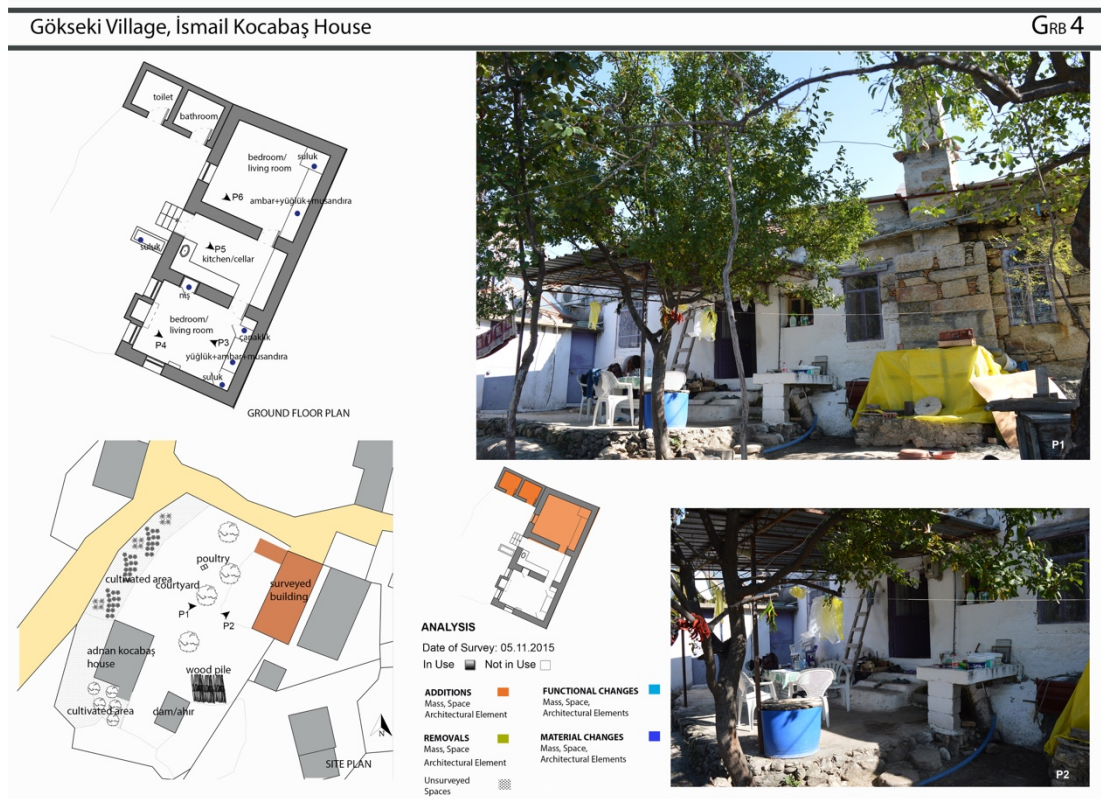 Gökseki Village, İsmail Kocabaş House
GRB 4
toilet
bathroom
bedroom/
living room
suluk
P6
ambar+yüğlük+musandıra
P5
kitchen/cellar
suluk
niş
bedroom/
living room
çanaklık
P4
P3
yüğlük+ambar+musandıra
suluk
GROUND FLOOR PLAN
P1
poultry
cultivated area
courtyard
surveyed
building
P1
P2
adnan kocabaş
house
wood pile
cultivated area
dam/ahır
N
SITE PLAN
ANALYSIS
Date of Survey: 05.11.2015
In Use
Not in Use
ADDITIONS
Mass, Space
Architectural Element
FUNCTIONAL CHANGES
Mass, Space,
Architectural Elements
REMOVALS
Mass, Space
Architectural Element
MATERIAL CHANGES
Mass, Space,
Architectural Elements
Unsurveyed
Spaces
P2